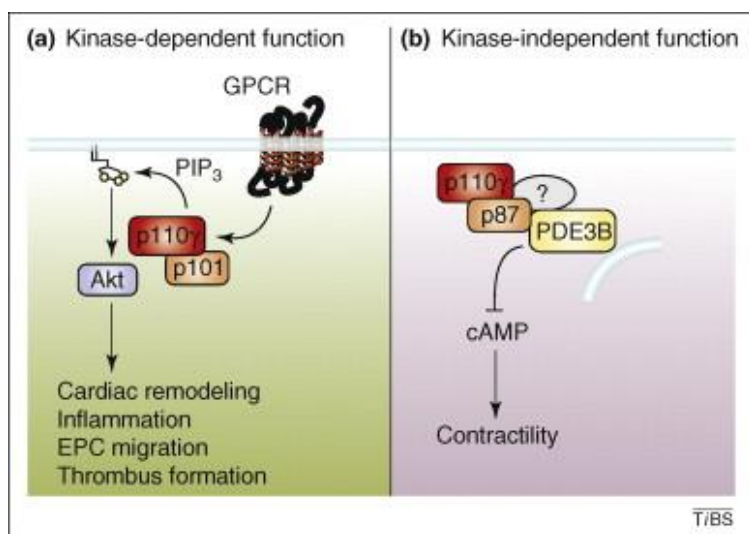 (a) Kinase-dependent function
GPCR
PIP3
p110γ
p101
Akt
Cardiac remodeling
Inflammation
EPC migration
Thrombus formation
(b) Kinase-independent function
p110γ
?
p87
PDE3B
cAMP
Contractility
TiBS